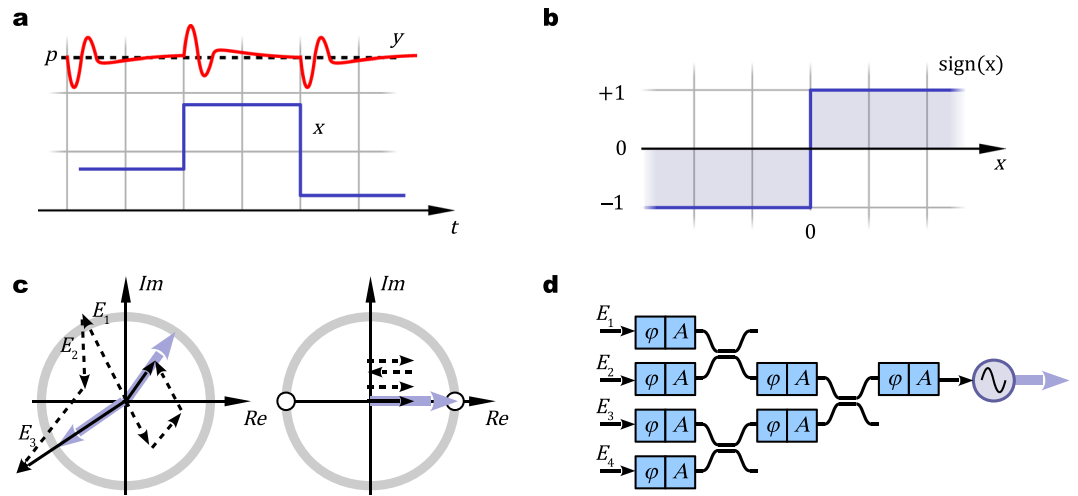 a
p
y
x
t
b
sign(x)
+1
0
−1
x
0
c
Im
E1
E2
E3
Re
Im
Re
d
E1 φ A
E2 φ A φ A φ A
E3 φ A φ A
E4 φ A